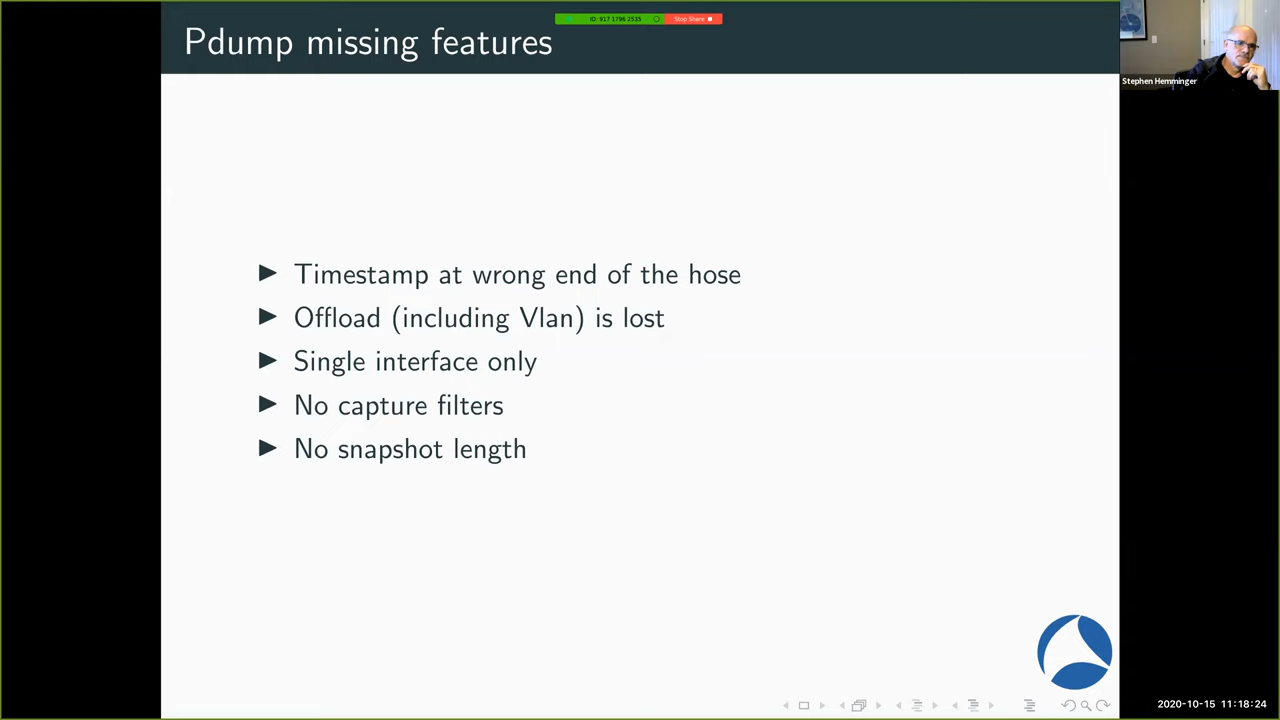 Pdump missing features
ID: 917 1796 2535
Stop Share
Stephen Hemminger
Timestamp at wrong end of the hose
Offload (including Vlan) is lost
Single interface only
No capture filters
No snapshot length
2020-10-15 11:18:24